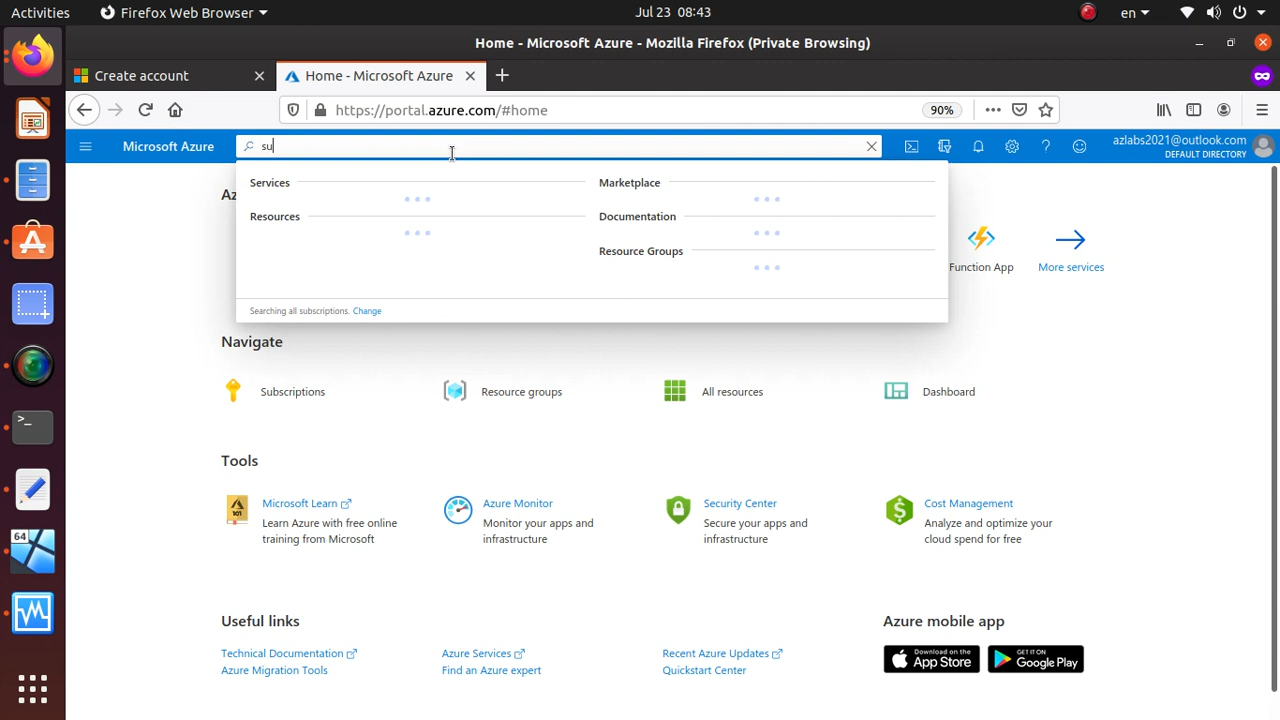 Activities
Firefox Web Browser
Jul 23 08:43
en
Home - Microsoft Azure - Mozilla Firefox (Private Browsing)
Create account
Home - Microsoft Azure
https://portal.azure.com/#home
90%
Microsoft Azure
su
azlabs2021@outlook.com
DEFAULT DIRECTORY
Services
Marketplace
Az
Resources
Documentation
Resource Groups
Function App
More services
Searching all subscriptions. Change
Navigate
Subscriptions
Resource groups
All resources
Dashboard
Tools
Microsoft Learn
Learn Azure with free online
training from Microsoft
Azure Monitor
Monitor your apps and
infrastructure
Security Center
Secure your apps and
infrastructure
Cost Management
Analyze and optimize your
cloud spend for free
Useful links
Azure mobile app
Technical Documentation
Azure Services
Recent Azure Updates
Azure Migration Tools
Find an Azure expert
Quickstart Center
Download on the
App Store
GET IT ON
Google Play
64
101